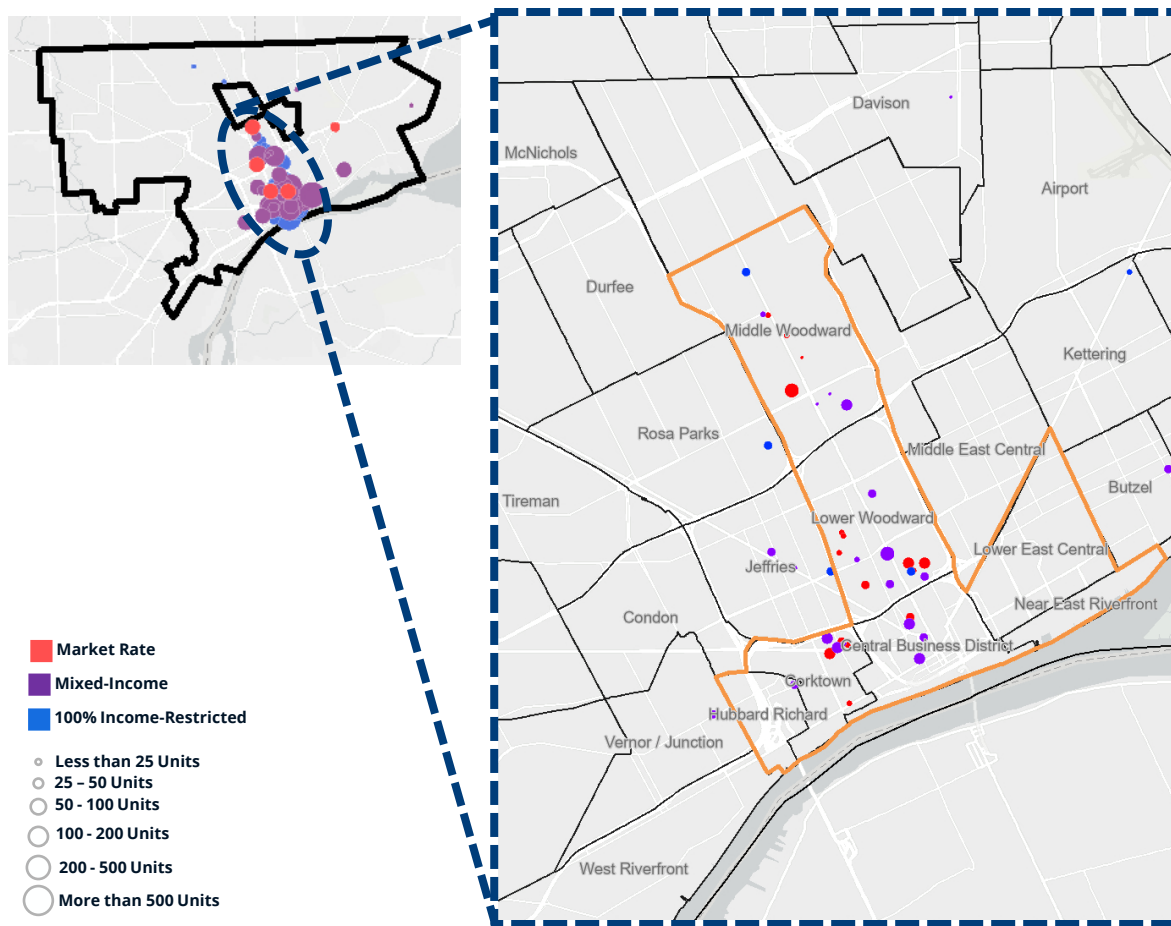 Davison
McNichols
Airport
Durfee
Middle Woodward
Kettering
Rosa Parks
Middle East Central
Butzel
Tireman
Lower Woodward
Lower East Central
Jeffries
Near East Riverfront
Condon
Central Business District
Corktown
Hubbard Richard
Vernor / Junction
West Riverfront
Market Rate
Mixed-Income
100% Income-Restricted
Less than 25 Units
25 – 50 Units
50 - 100 Units
100 - 200 Units
200 - 500 Units
More than 500 Units